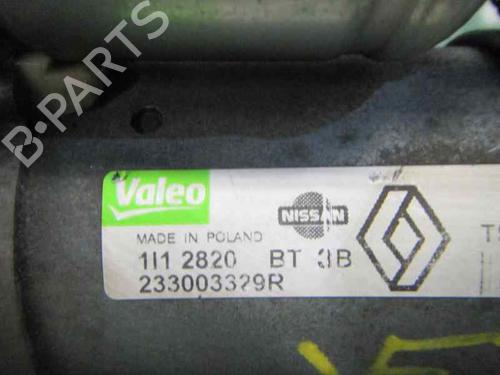 B-PARTS
Valeo
NISSAN
MADE IN POLAND
1I1 2820 BT 3B
233003329R